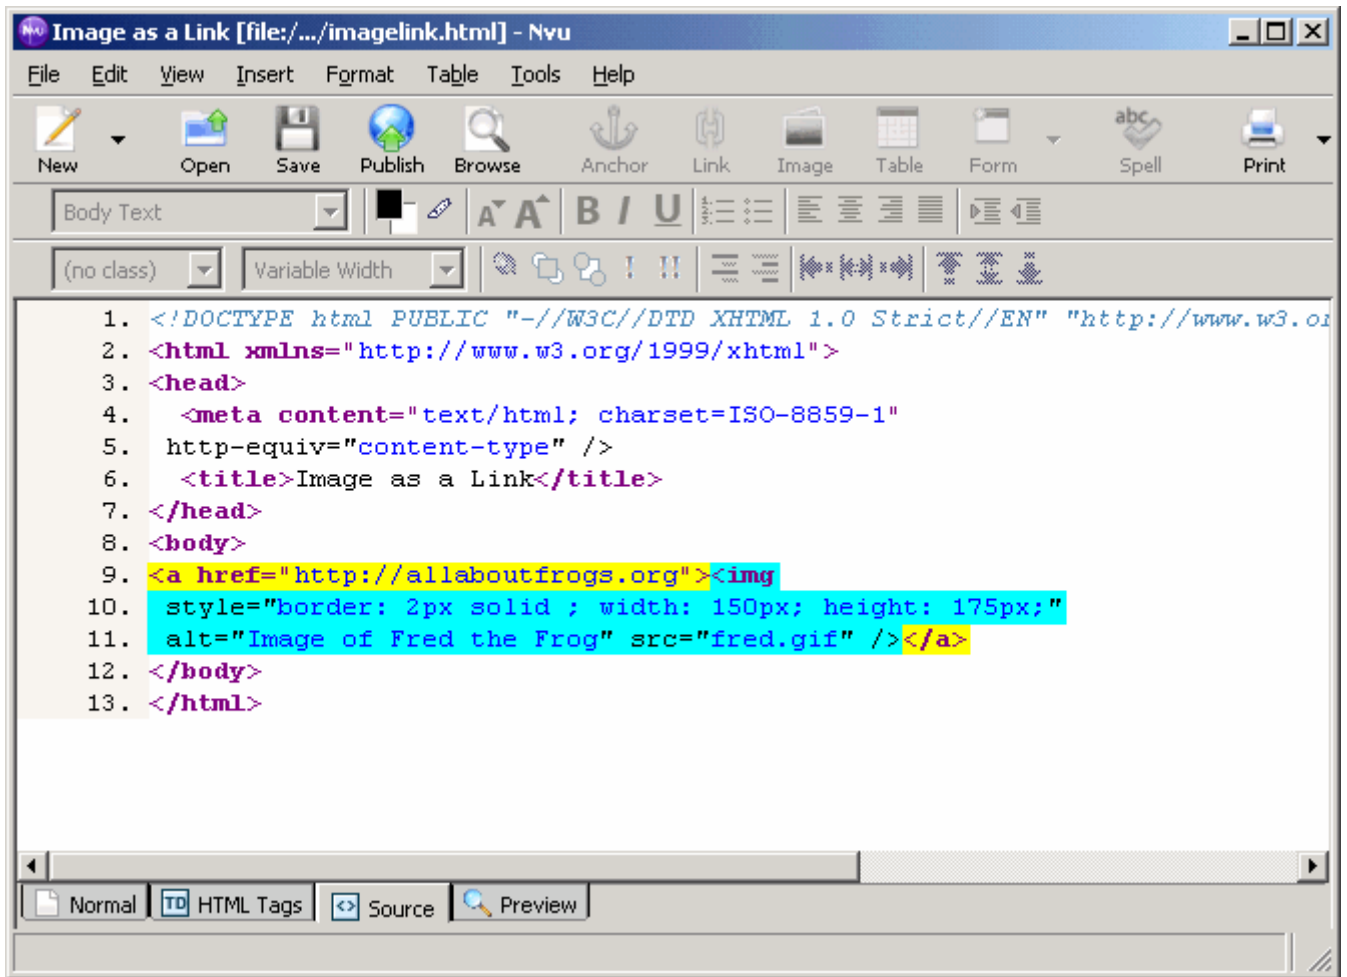 Image as a Link [file:/.../imagelink.html] - Nvu
File Edit View Insert Format Table Tools Help
New Open Save Publish Browse Anchor Link Image Table Form Spell Print
Body Text
(no class) Variable Width
1. <!DOCTYPE html PUBLIC "-//W3C//DTD XHTML 1.0 Strict//EN" "http://www.w3.or
2. <html xmlns="http://www.w3.org/1999/xhtml">
3. <head>
4. <meta content="text/html; charset=ISO-8859-1"
5. http-equiv="content-type" />
6. <title>Image as a Link</title>
7. </head>
8. <body>
9. <a href="http://allaboutfrogs.org"><img
10. style="border: 2px solid ; width: 150px; height: 175px;"
11. alt="Image of Fred the Frog" src="fred.gif" /></a>
12. </body>
13. </html>
Normal HTML Tags Source Preview